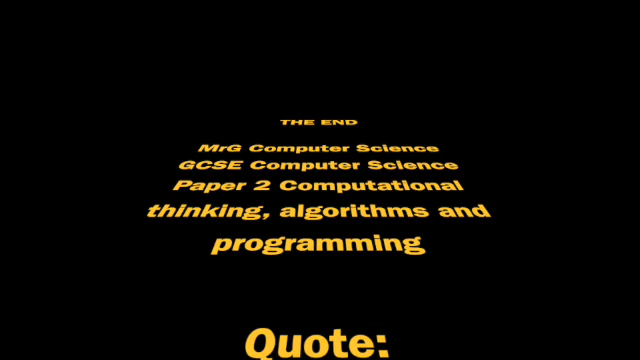 THE END
MrG Computer Science
GCSE Computer Science
Paper 2 Computational
thinking, algorithms and
programming
Quote: